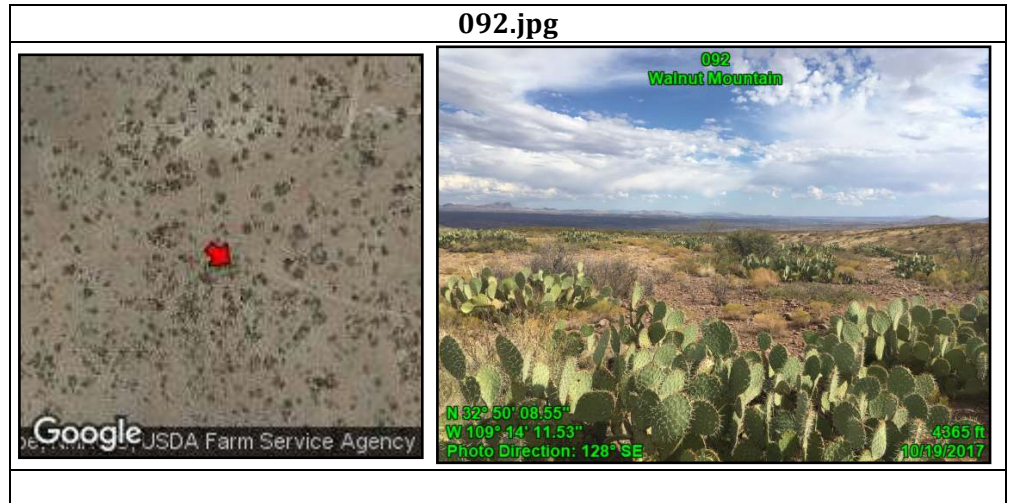 092.jpg
092
Walnut Mountain
N 32° 50' 08.55"
W 109° 14' 11.53"
4365 ft
Photo Direction: 128° SE
10/19/2017
Google
USDA Farm Service Agency